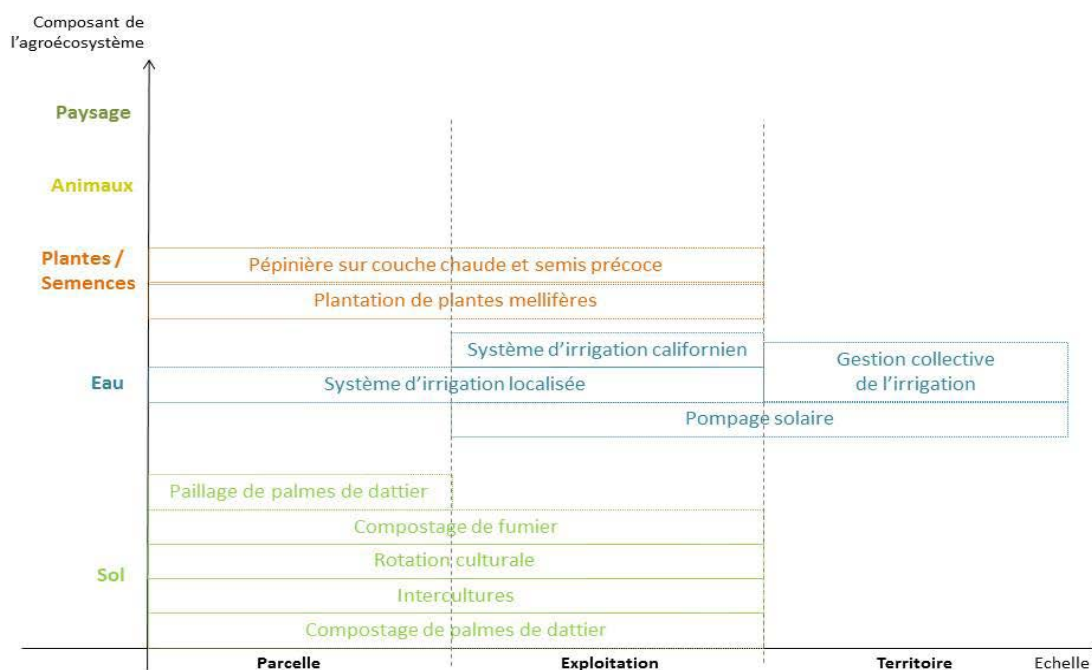 Composant de
l'agroécosystème
Paysage
Animaux
Plantes /
Semences
Pépinière sur couche chaude et semis précoce
Plantation de plantes mellifères
Eau
Système d'irrigation californien
Gestion collective
de l'irrigation
Système d'irrigation localisée
Pompage solaire
Sol
Paillage de palmes de dattier
Compostage de fumier
Rotation culturale
Intercultures
Compostage de palmes de dattier
Parcelle
Exploitation
Territoire
Echelle